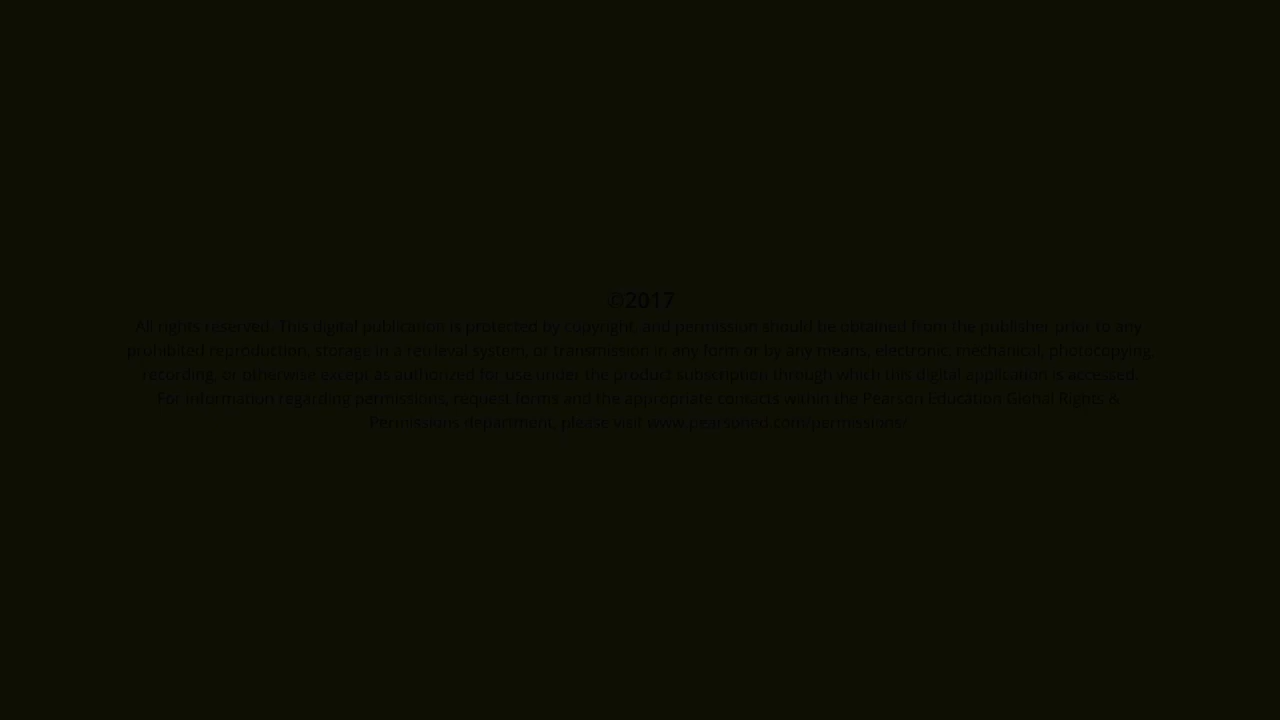 ©2017
All rights reserved. This digital publication is protected by copyright, and permission should be obtained from the publisher prior to any
prohibited reproduction, storage in a retrieval system, or transmission in any form or by any means, electronic, mechanical, photocopying,
recording, or otherwise except as authorized for use under the product subscription through which this digital application is accessed.
For information regarding permissions, request forms and the appropriate contacts within the Pearson Education Global Rights &
Permissions department, please visit www.pearsoned.com/permissions/